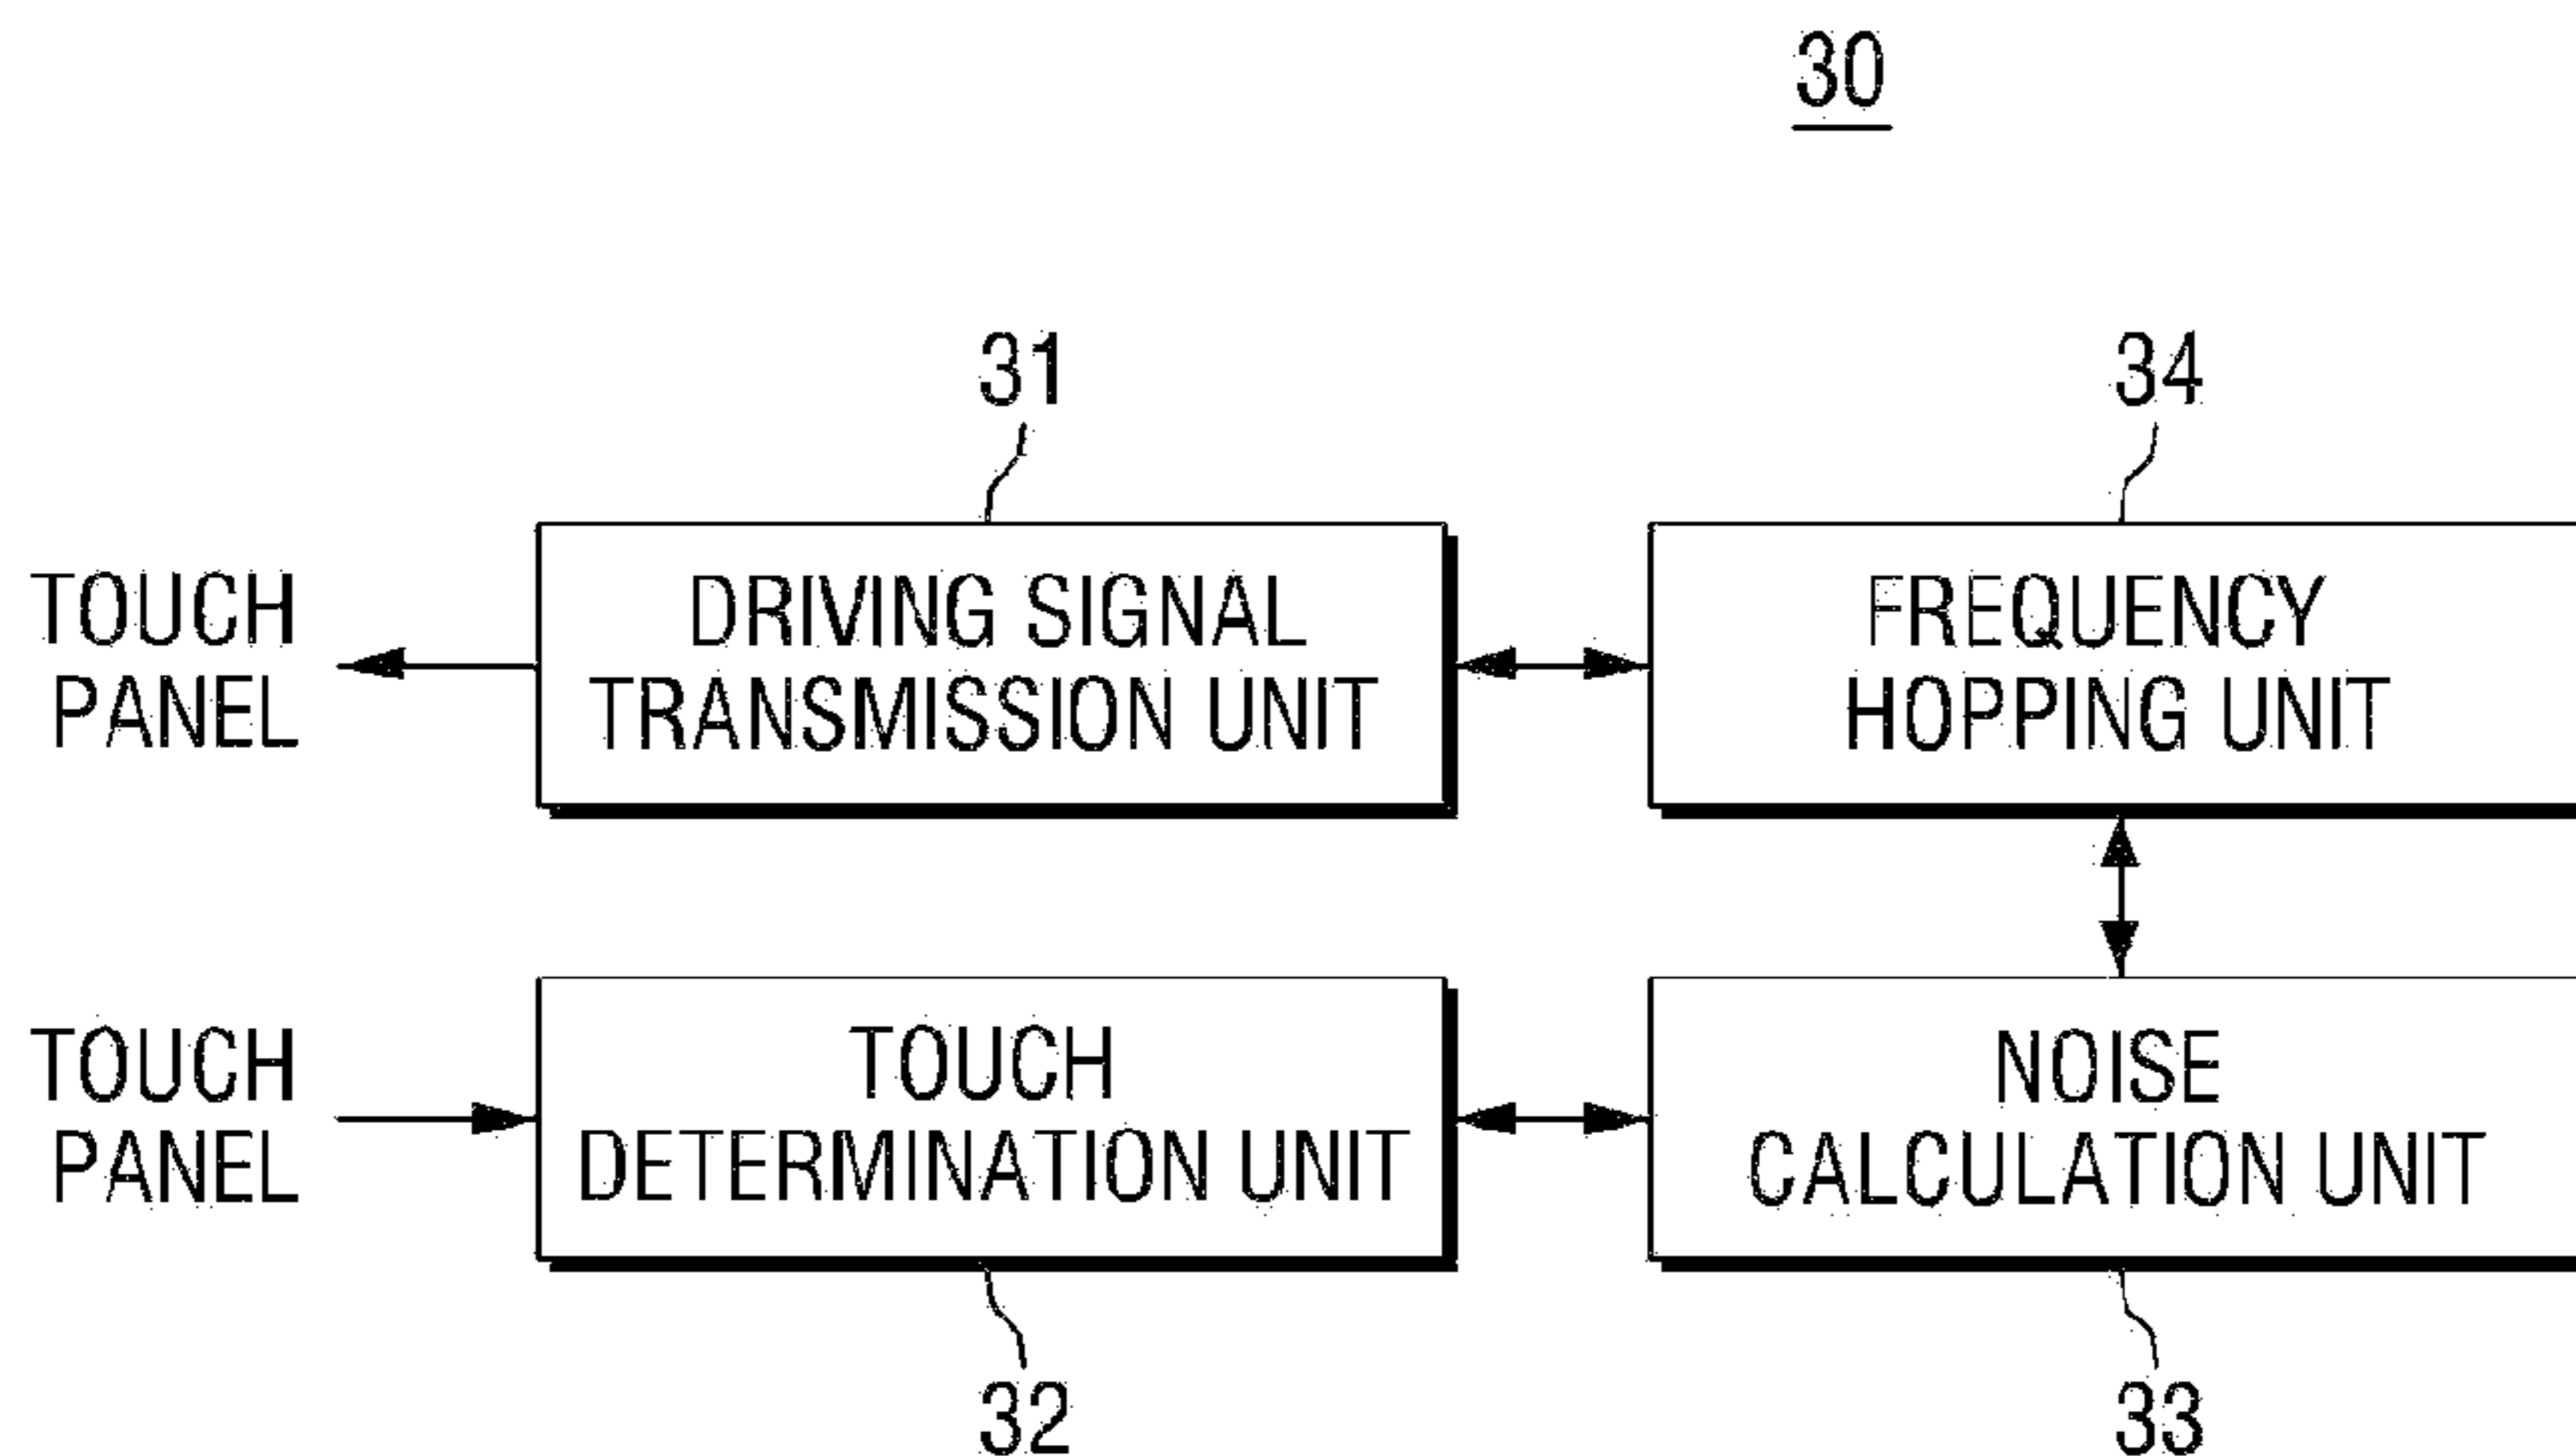 30
31
34
TOUCH
PANEL
DRIVING SIGNAL
TRANSMISSION UNIT
FREQUENCY
HOPPING UNIT
TOUCH
PANEL
TOUCH
DETERMINATION UNIT
NOISE
CALCULATION UNIT
32
33